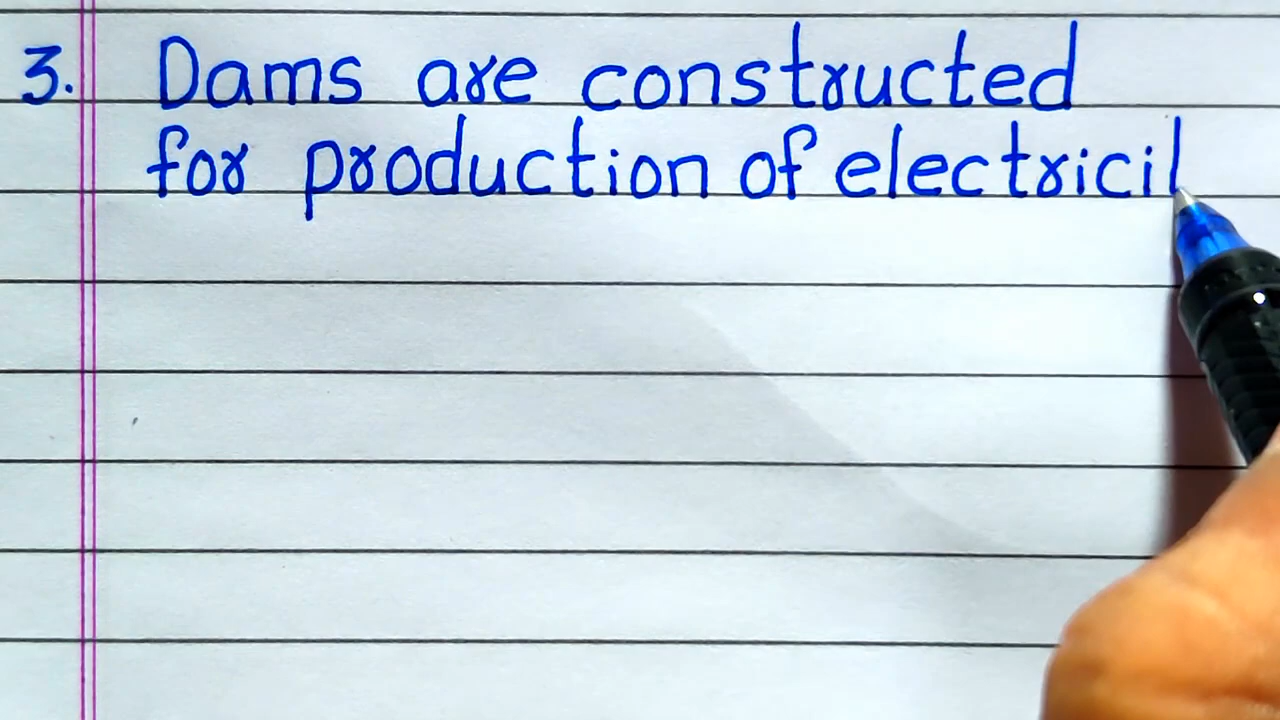 3. Dams are constructed
for production of electricil